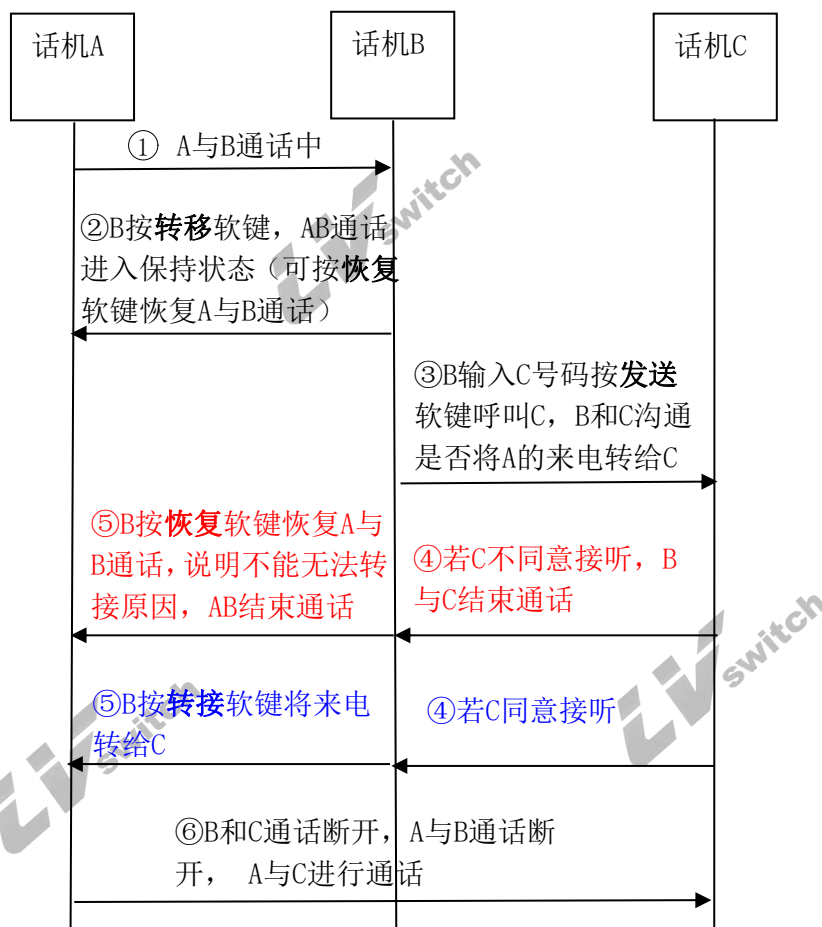 话机A
话机B
话机C
① A与B通话中
②B按转移软键，AB通话
进入保持状态（可按恢复
软键恢复A与B通话）
③B输入C号码按发送
软键呼叫C，B和C沟通
是否将A的来电转给C
⑤B按恢复软键恢复A与
B通话，说明不能无法转
接原因，AB结束通话
④若C不同意接听，B
与C结束通话
⑤B按转接软键将来电
转给C
④若C同意接听
⑥B和C通话断开，A与B通话断
开， A与C进行通话
LV switch
LV switch
LV switch